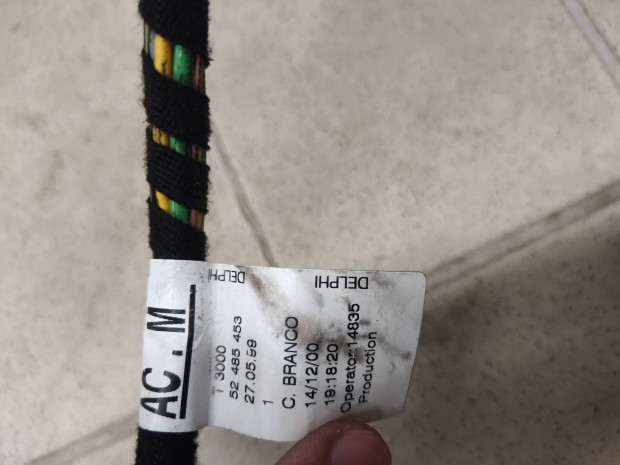 AC.M
DELPHI
T 3000
52 485 453
27.05.99
1
DELPHI
C. BRANCO
14/12/00
19:18:20
Operator:14835
Production